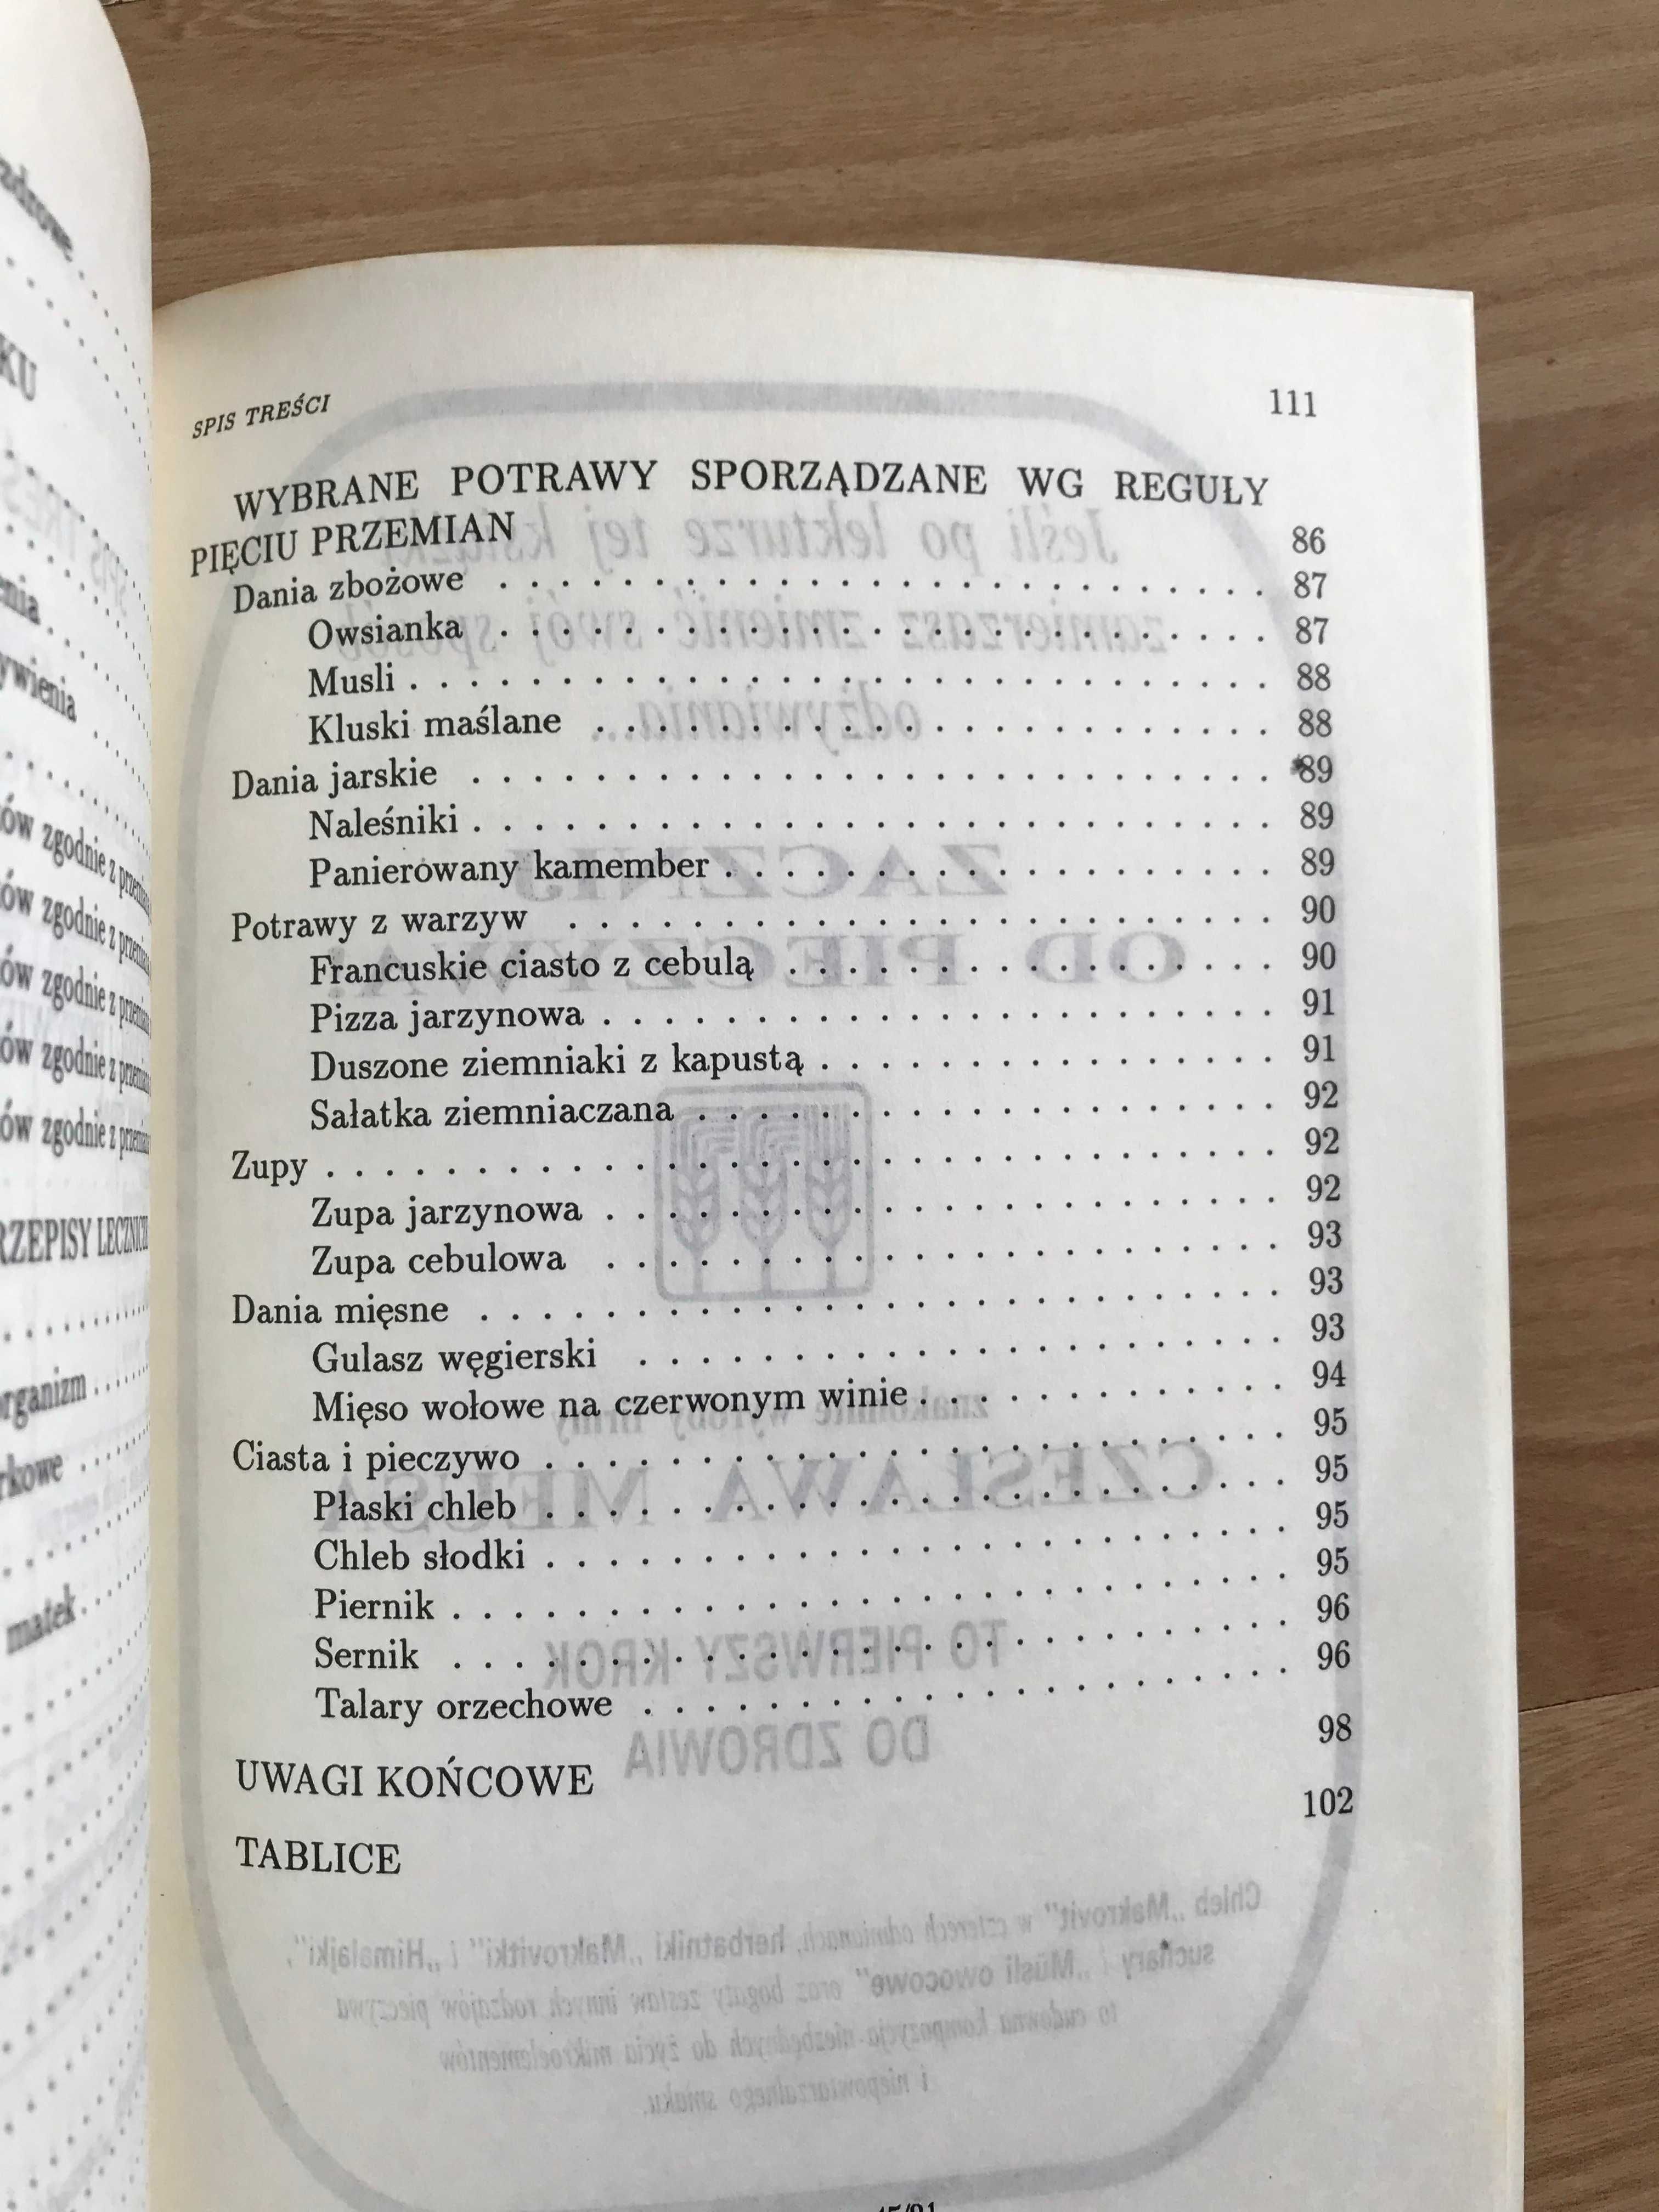 SPIS TREŚCI 111
WYBRANE POTRAWY SPORZĄDZANE WG REGUŁY
PIĘCIU PRZEMIAN 86
Dania zbożowe . . . . . . . . . . . . . . . . . . . . . . . . . 87
Owsianka . . . . . . . . . . . . . . . . . . . . . . . . . 87
Musli . . . . . . . . . . . . . . . . . . . . . . . . . . . . 88
Kluski maślane . . . . . . . . . . . . . . . . . . . . . . 88
Dania jarskie . . . . . . . . . . . . . . . . . . . . . . . . . . 89
Naleśniki . . . . . . . . . . . . . . . . . . . . . . . . . . 89
Panierowany kamember . . . . . . . . . . . . . . . . . . 89
Potrawy z warzyw . . . . . . . . . . . . . . . . . . . . . . . 90
Francuskie ciasto z cebulą . . . . . . . . . . . . . . . . 90
Pizza jarzynowa . . . . . . . . . . . . . . . . . . . . . . 91
Duszone ziemniaki z kapustą . . . . . . . . . . . . . . . 91
Sałatka ziemniaczana . . . . . . . . . . . . . . . . . . . 92
Zupy . . . . . . . . . . . . . . . . . . . . . . . . . . . . . . . 92
Zupa jarzynowa . . . . . . . . . . . . . . . . . . . . . . 92
Zupa cebulowa . . . . . . . . . . . . . . . . . . . . . . 93
Dania mięsne . . . . . . . . . . . . . . . . . . . . . . . . . . 93
Gulasz węgierski . . . . . . . . . . . . . . . . . . . . . 93
Mięso wołowe na czerwonym winie . . . . . . . . . . . . 94
Ciasta i pieczywo . . . . . . . . . . . . . . . . . . . . . . . . 95
Płaski chleb . . . . . . . . . . . . . . . . . . . . . . . . 95
Chleb słodki . . . . . . . . . . . . . . . . . . . . . . . . 95
Piernik . . . . . . . . . . . . . . . . . . . . . . . . . . . 95
Sernik . . . . . . . . . . . . . . . . . . . . . . . . . . . 96
Talary orzechowe . . . . . . . . . . . . . . . . . . . . . 96
UWAGI KOŃCOWE 98
TABLICE 102